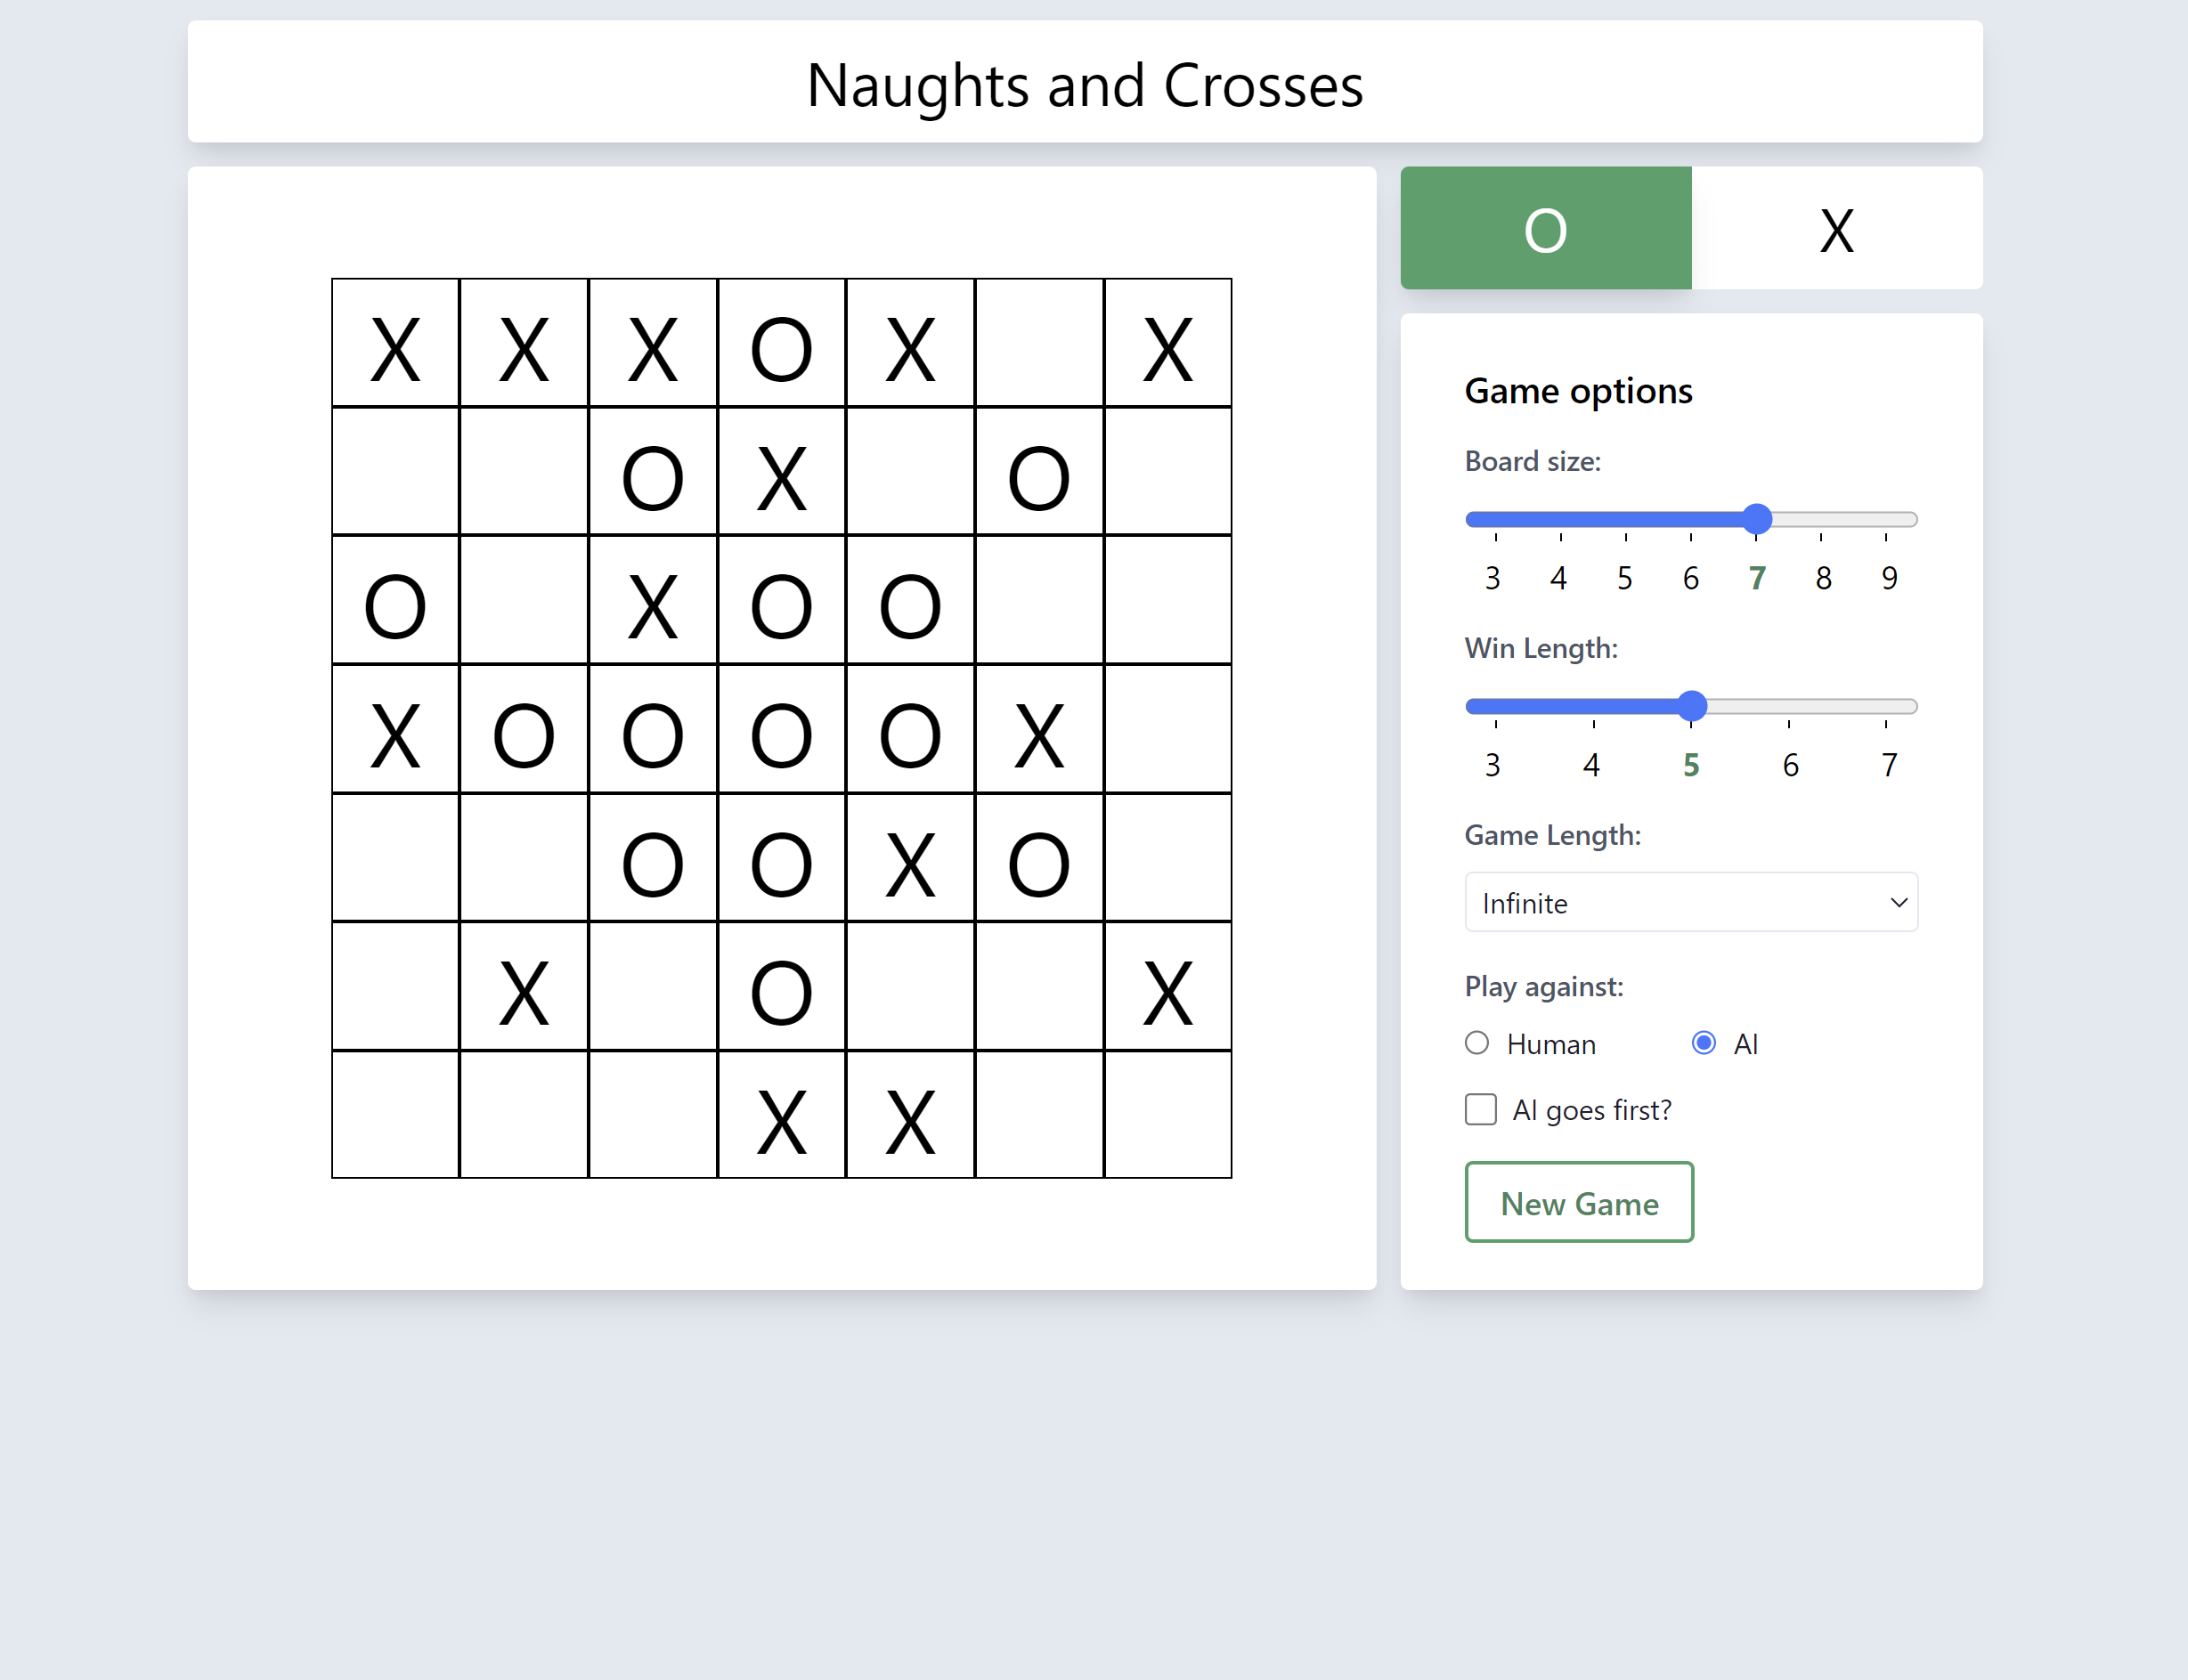 Naughts and Crosses
O X
X X X O X X
O X O
O X O O
X O O O O X
O O X O
X O X
X X
Game options
Board size:
3 4 5 6 7 8 9
Win Length:
3 4 5 6 7
Game Length:
Infinite
Play against:
Human AI
AI goes first?
New Game